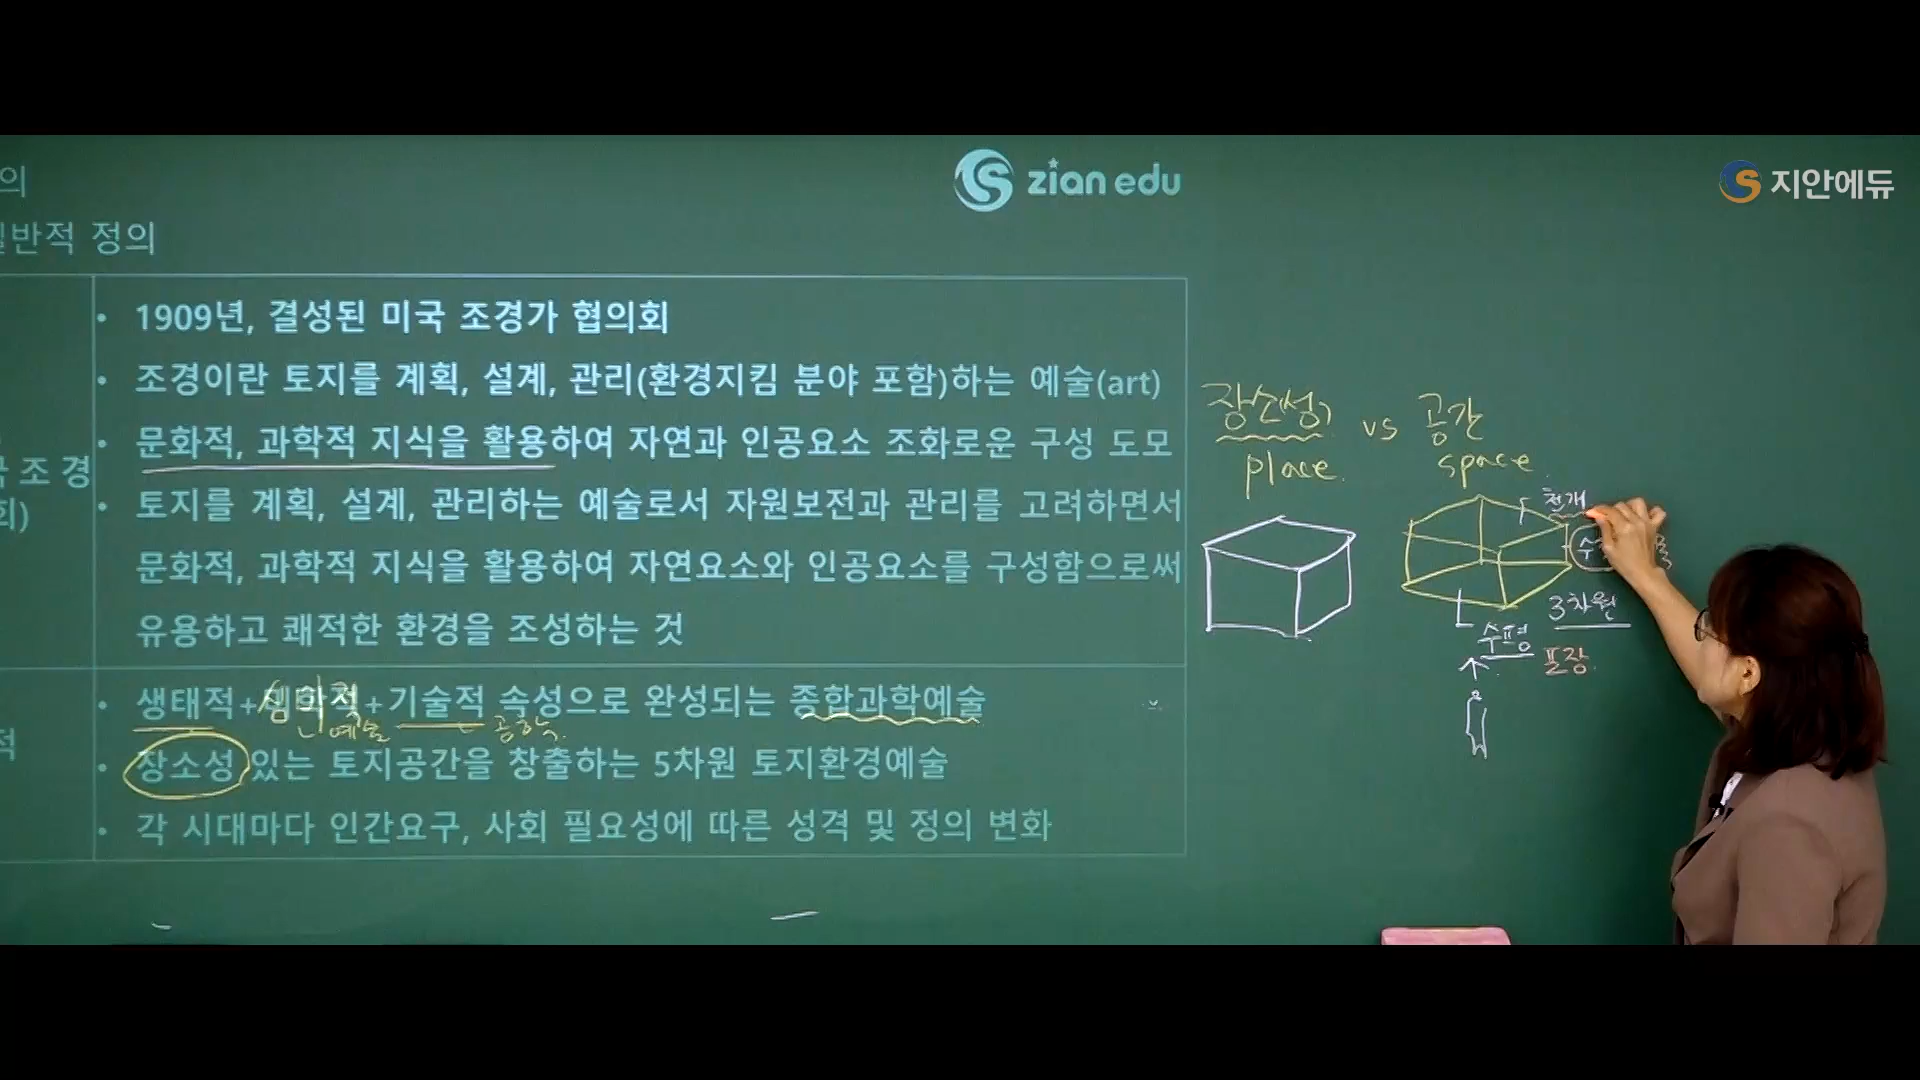 의
zian edu
지안에듀
일반적 정의
• 1909년, 결성된 미국 조경가 협의회
• 조경이란 토지를 계획, 설계, 관리(환경지킴 분야 포함)하는 예술(art)
• 문화적, 과학적 지식을 활용하여 자연과 인공요소 조화로운 구성 도모
국 조 경
회)
• 토지를 계획, 설계, 관리하는 예술로서 자원보전과 관리를 고려하면서
문화적, 과학적 지식을 활용하여 자연요소와 인공요소를 구성함으로써
유용하고 쾌적한 환경을 조성하는 것
• 생태적+심미적+기술적 속성으로 완성되는 종합과학예술
예술
공학
적
• 장소성 있는 토지공간을 창출하는 5차원 토지환경예술
• 각 시대마다 인간요구, 사회 필요성에 따른 성격 및 정의 변화
장소(성) vs 공간
place space
천개
수
3차원
수평 포장